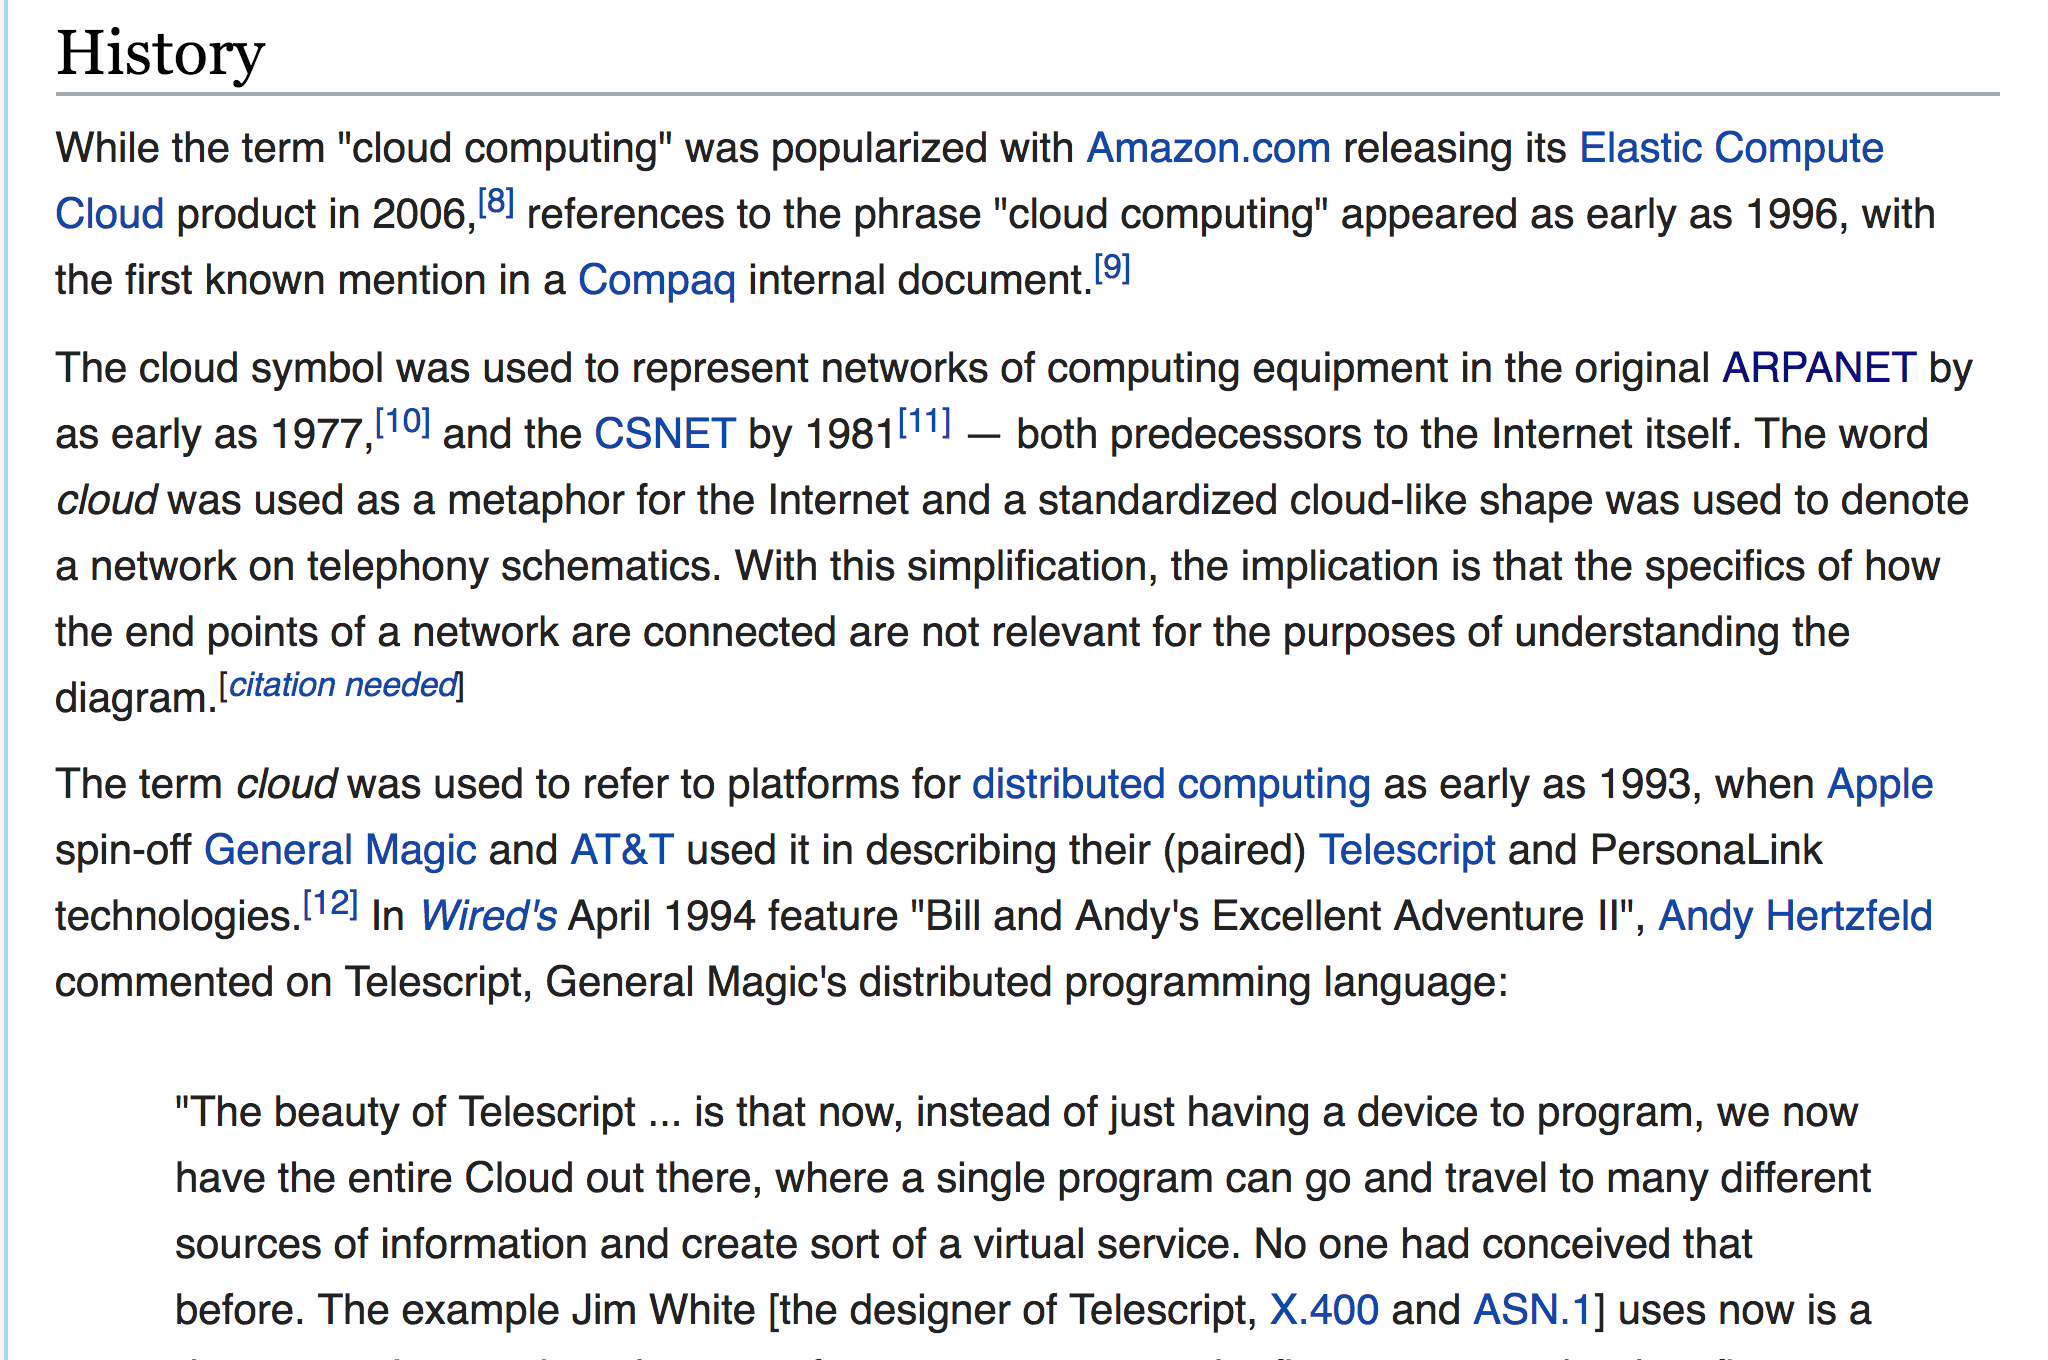 History
While the term "cloud computing" was popularized with Amazon.com releasing its Elastic Compute
Cloud product in 2006,[8] references to the phrase "cloud computing" appeared as early as 1996, with
the first known mention in a Compaq internal document.[9]
The cloud symbol was used to represent networks of computing equipment in the original ARPANET by
as early as 1977,[10] and the CSNET by 1981[11] — both predecessors to the Internet itself. The word
cloud was used as a metaphor for the Internet and a standardized cloud-like shape was used to denote
a network on telephony schematics. With this simplification, the implication is that the specifics of how
the end points of a network are connected are not relevant for the purposes of understanding the
diagram.[citation needed]
The term cloud was used to refer to platforms for distributed computing as early as 1993, when Apple
spin-off General Magic and AT&T used it in describing their (paired) Telescript and PersonaLink
technologies.[12] In Wired's April 1994 feature "Bill and Andy's Excellent Adventure II", Andy Hertzfeld
commented on Telescript, General Magic's distributed programming language:
"The beauty of Telescript ... is that now, instead of just having a device to program, we now
have the entire Cloud out there, where a single program can go and travel to many different
sources of information and create sort of a virtual service. No one had conceived that
before. The example Jim White [the designer of Telescript, X.400 and ASN.1] uses now is a